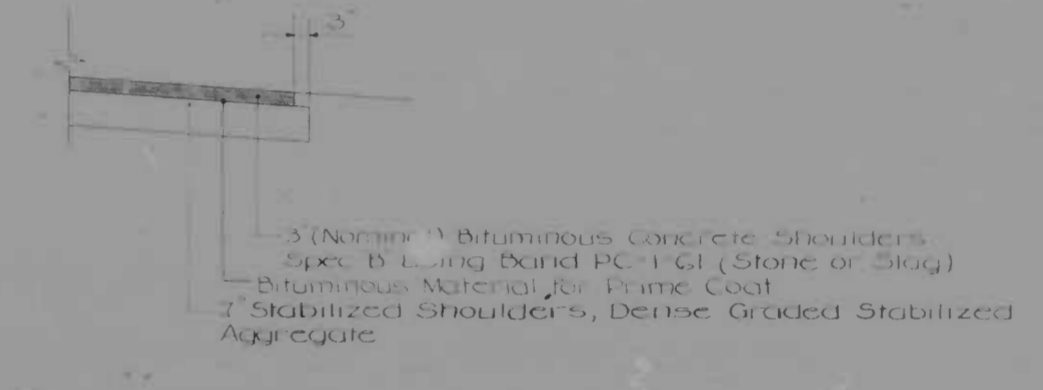 3"
3"(Nominal) Bituminous Concrete Shoulders
Spec B Using Band PC-1 G1 (Stone or Slag)
Bituminous Material for Prime Coat
7" Stabilized Shoulders, Dense Graded Stabilized
Aggregate